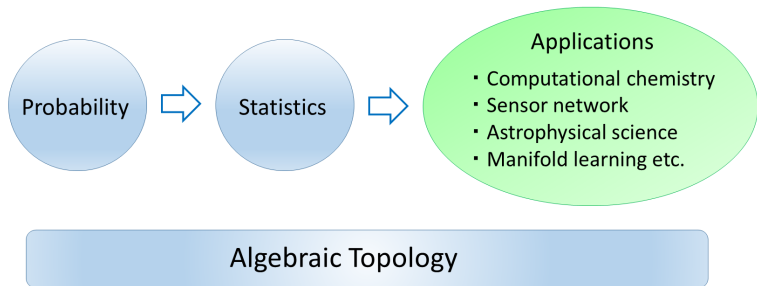 Probability
Statistics
Applications
・Computational chemistry
・Sensor network
・Astrophysical science
・Manifold learning etc.
Algebraic Topology